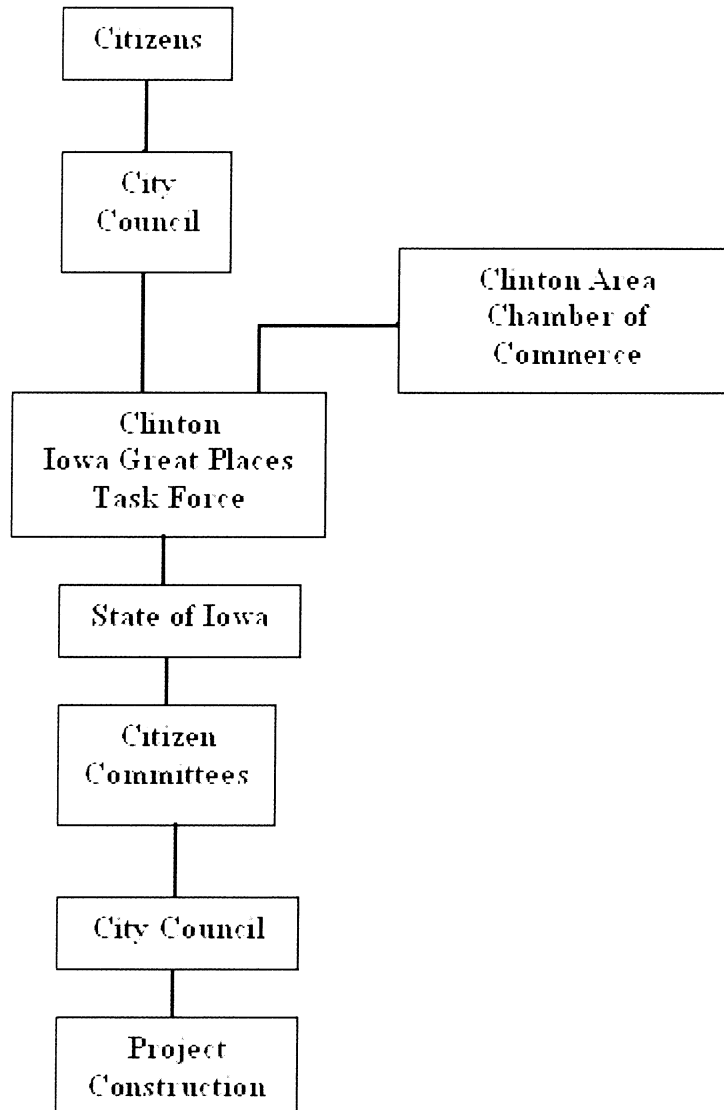 Citizens
City
Council
Clinton Area
Chamber of
Commerce
Clinton
Iowa Great Places
Task Force
State of Iowa
Citizen
Committees
City Council
Project
Construction